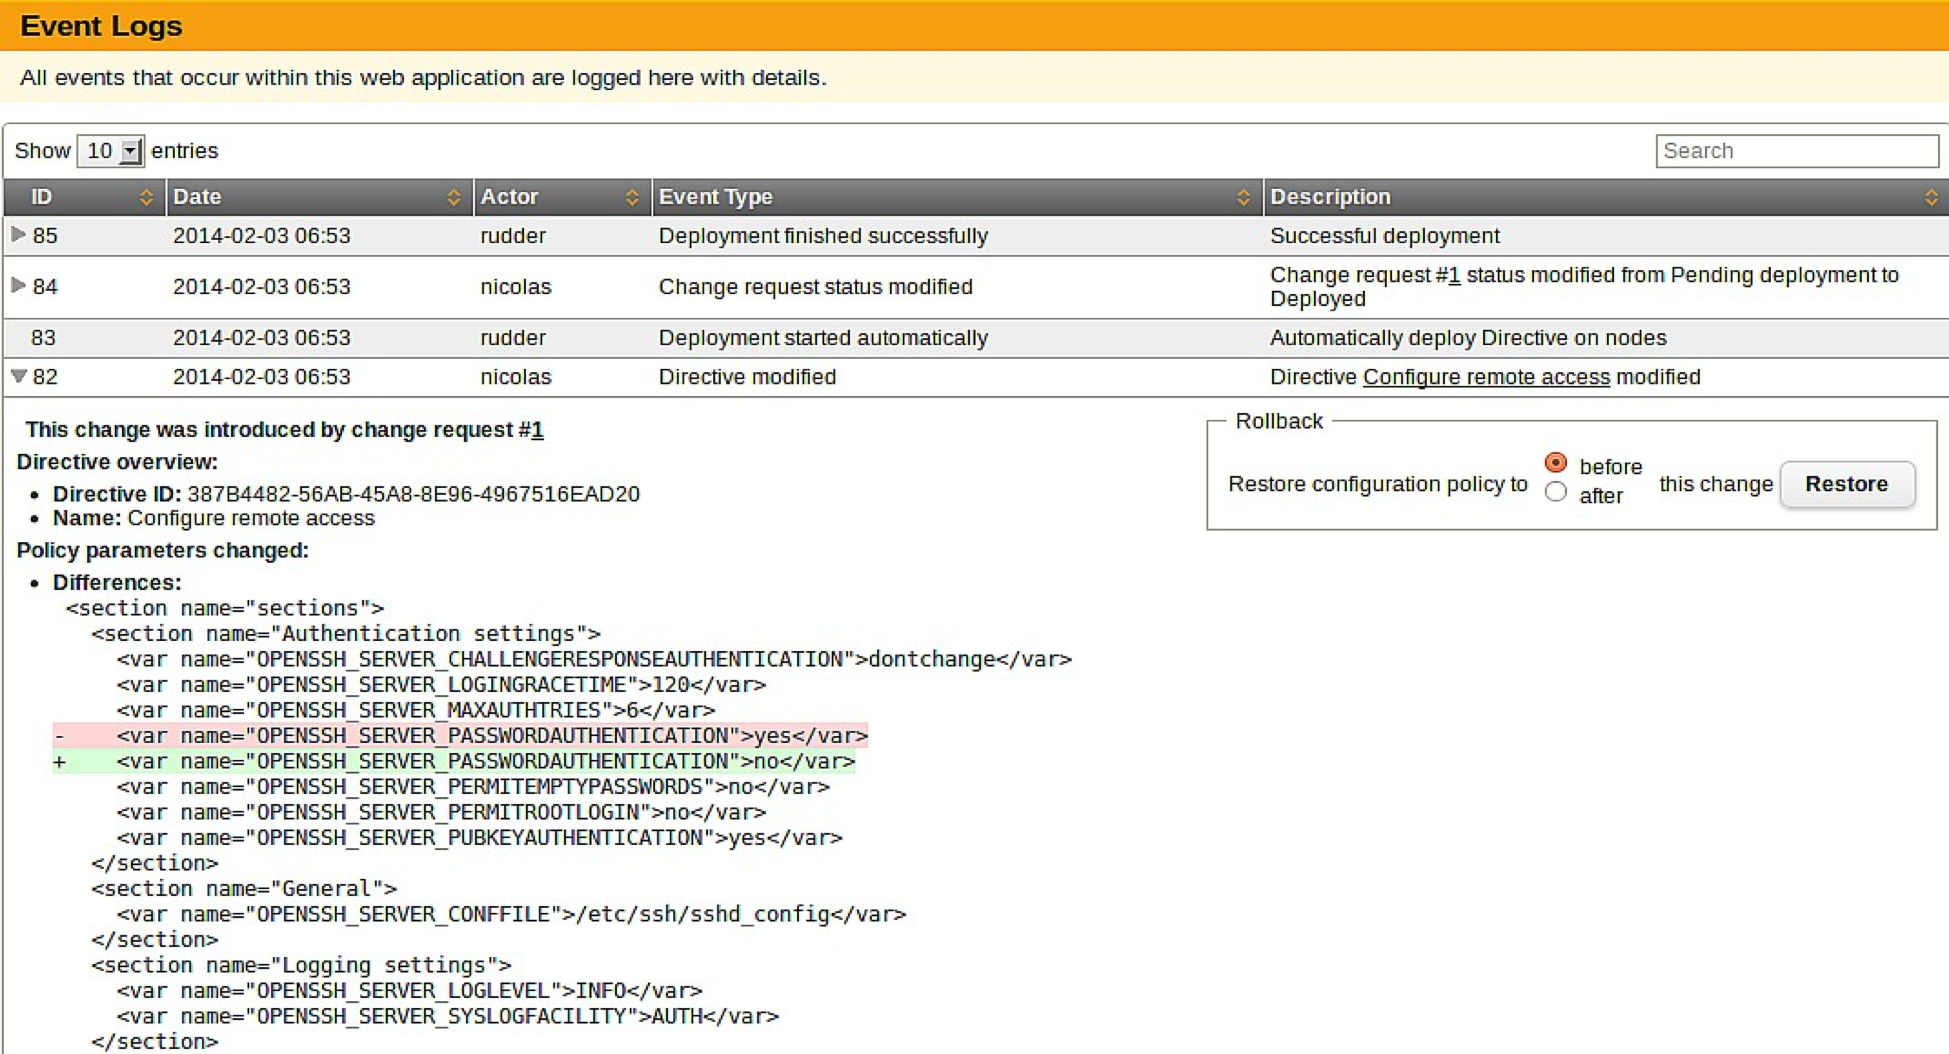 Event Logs
All events that occur within this web application are logged here with details.
Show 10 entries
Search
ID Date Actor Event Type Description
85 2014-02-03 06:53 rudder Deployment finished successfully Successful deployment
84 2014-02-03 06:53 nicolas Change request status modified Change request #1 status modified from Pending deployment to
Deployed
83 2014-02-03 06:53 rudder Deployment started automatically Automatically deploy Directive on nodes
82 2014-02-03 06:53 nicolas Directive modified Directive Configure remote access modified
This change was introduced by change request #1
Directive overview:
• Directive ID: 387B4482-56AB-45A8-8E96-4967516EAD20
• Name: Configure remote access
Rollback
Restore configuration policy to before after this change Restore
Policy parameters changed:
• Differences:
<section name="sections">
<section name="Authentication settings">
<var name="OPENSSH_SERVER_CHALLENGERESPONSEAUTHENTICATION">dontchange</var>
<var name="OPENSSH_SERVER_LOGINGRACETIME">120</var>
<var name="OPENSSH_SERVER_MAXAUTHTRIES">6</var>
- <var name="OPENSSH_SERVER_PASSWORDAUTHENTICATION">yes</var>
+ <var name="OPENSSH_SERVER_PASSWORDAUTHENTICATION">no</var>
<var name="OPENSSH_SERVER_PERMITEMPTYPASSWORDS">no</var>
<var name="OPENSSH_SERVER_PERMITROOTLOGIN">no</var>
<var name="OPENSSH_SERVER_PUBKEYAUTHENTICATION">yes</var>
</section>
<section name="General">
<var name="OPENSSH_SERVER_CONFFILE">/etc/ssh/sshd_config</var>
</section>
<section name="Logging settings">
<var name="OPENSSH_SERVER_LOGLEVEL">INFO</var>
<var name="OPENSSH_SERVER_SYSLOGFACILITY">AUTH</var>
</section>